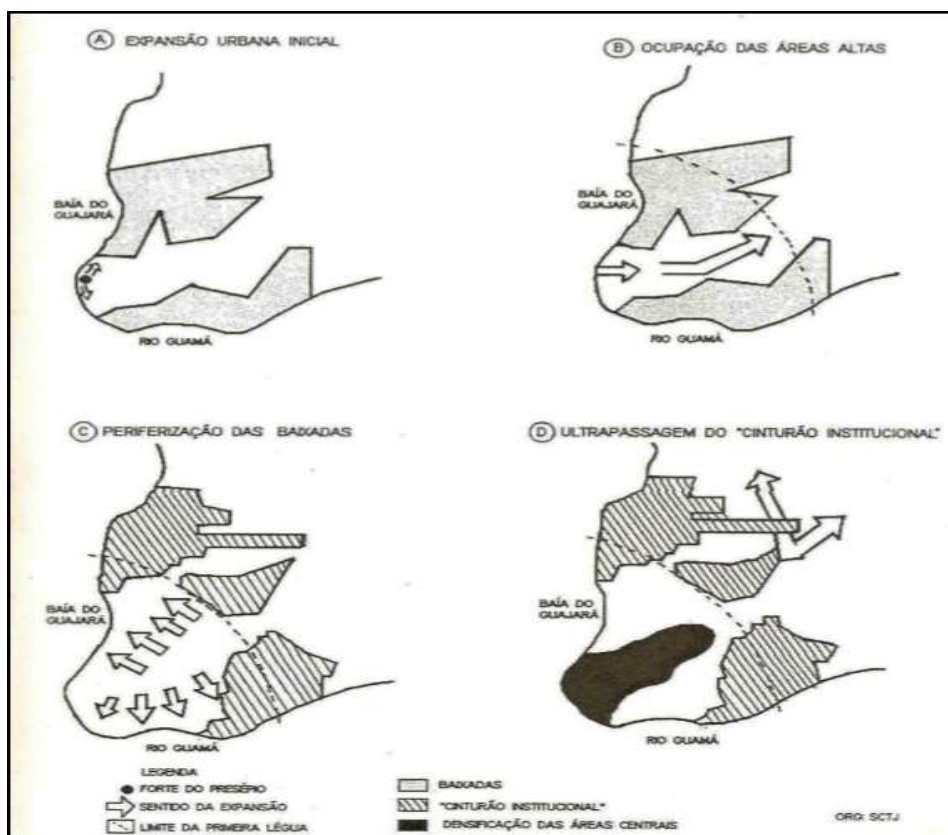 A EXPANSÃO URBANA INICIAL
BAÍA DO
GUAJARÁ
RIO GUAMÁ
B OCUPAÇÃO DAS ÁREAS ALTAS
BAÍA DO
GUAJARÁ
RIO GUAMÁ
C PERIFERIZAÇÃO DAS BAIXADAS
BAÍA DO
GUAJARÁ
RIO GUAMÁ
D ULTRAPASSAGEM DO "CINTURÃO INSTITUCIONAL"
BAÍA DO
GUAJARÁ
RIO GUAMÁ
LEGENDA
FORTE DO PRESÉPIO
SENTIDO DA EXPANSÃO
LIMITE DA PRIMEIRA LÉGUA
BAIXADAS
"CINTURÃO INSTITUCIONAL"
DENSIFICAÇÃO DAS ÁREAS CENTRAIS
ORG: SCTJ